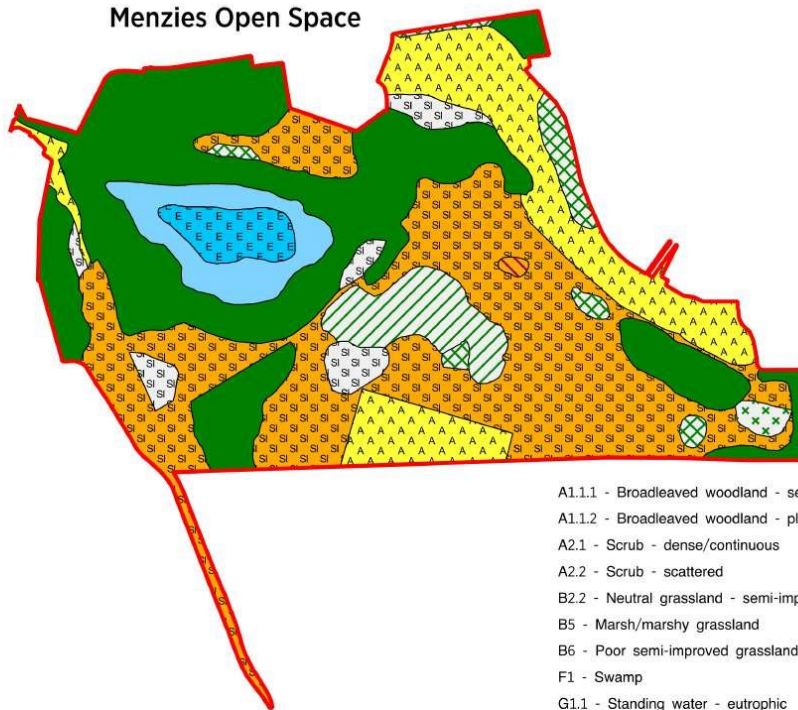 Menzies Open Space
A1.1.1 - Broadleaved woodland - se
A1.1.2 - Broadleaved woodland - pl
A2.1 - Scrub - dense/continuous
A2.2 - Scrub - scattered
B2.2 - Neutral grassland - semi-imp
B5 - Marsh/marshy grassland
B6 - Poor semi-improved grassland
F1 - Swamp
G1.1 - Standing water - eutrophic